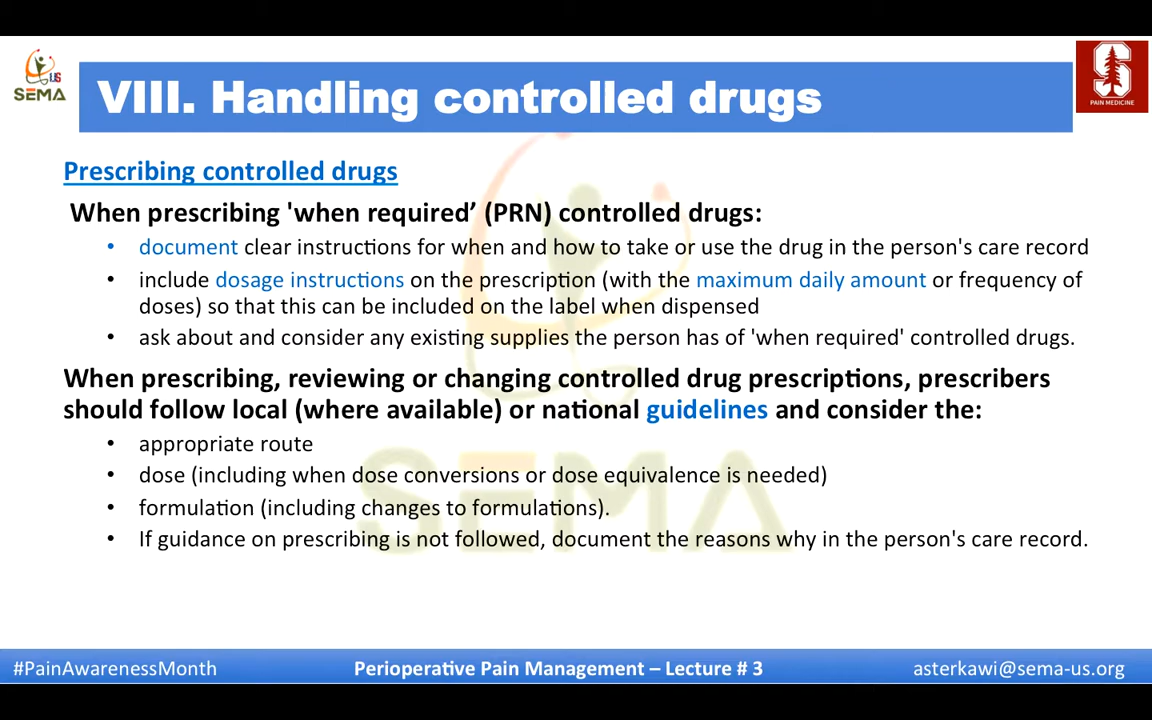 US
SEMA
VIII. Handling controlled drugs
PAIN MEDICINE
Prescribing controlled drugs
When prescribing 'when required’ (PRN) controlled drugs:
• document clear instructions for when and how to take or use the drug in the person's care record
• include dosage instructions on the prescription (with the maximum daily amount or frequency of
doses) so that this can be included on the label when dispensed
• ask about and consider any existing supplies the person has of 'when required' controlled drugs.
When prescribing, reviewing or changing controlled drug prescriptions, prescribers
should follow local (where available) or national guidelines and consider the:
• appropriate route
• dose (including when dose conversions or dose equivalence is needed)
• formulation (including changes to formulations).
• If guidance on prescribing is not followed, document the reasons why in the person's care record.
SEMA
#PainAwarenessMonth
Perioperative Pain Management – Lecture # 3
asterkawi@sema-us.org